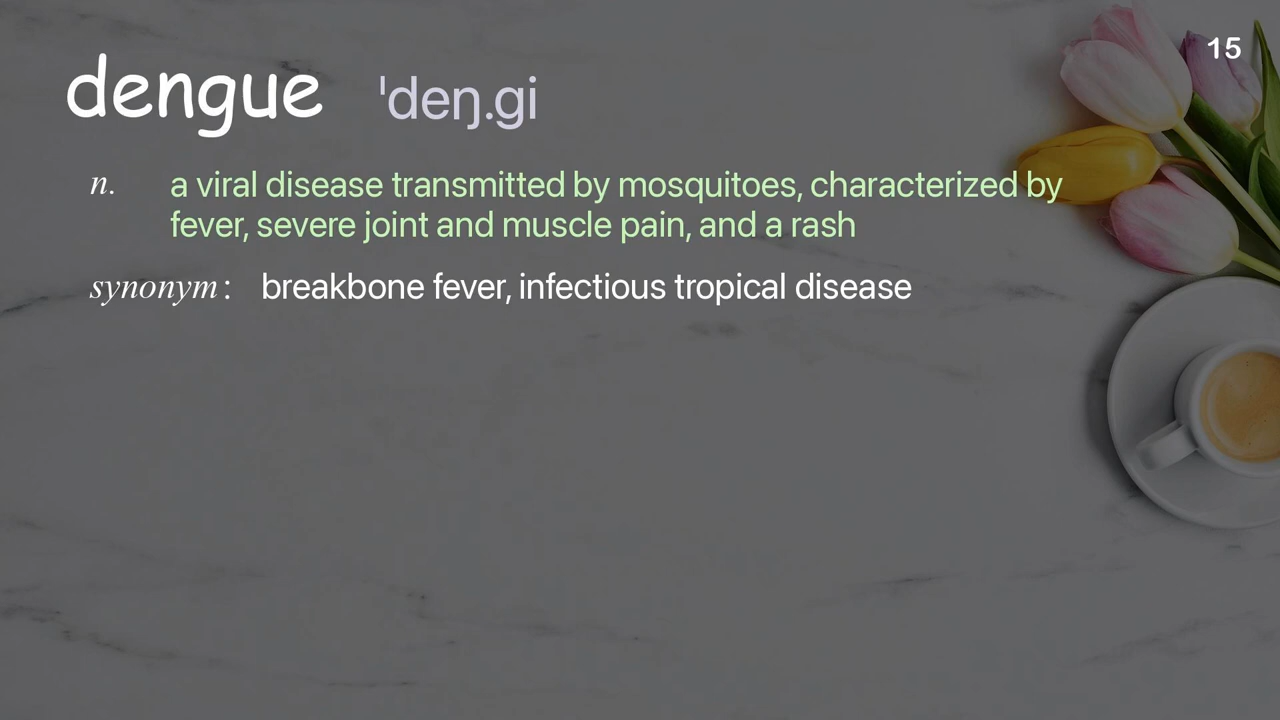 15
dengue ˈdeŋ.gi
n. a viral disease transmitted by mosquitoes, characterized by
fever, severe joint and muscle pain, and a rash
synonym: breakbone fever, infectious tropical disease